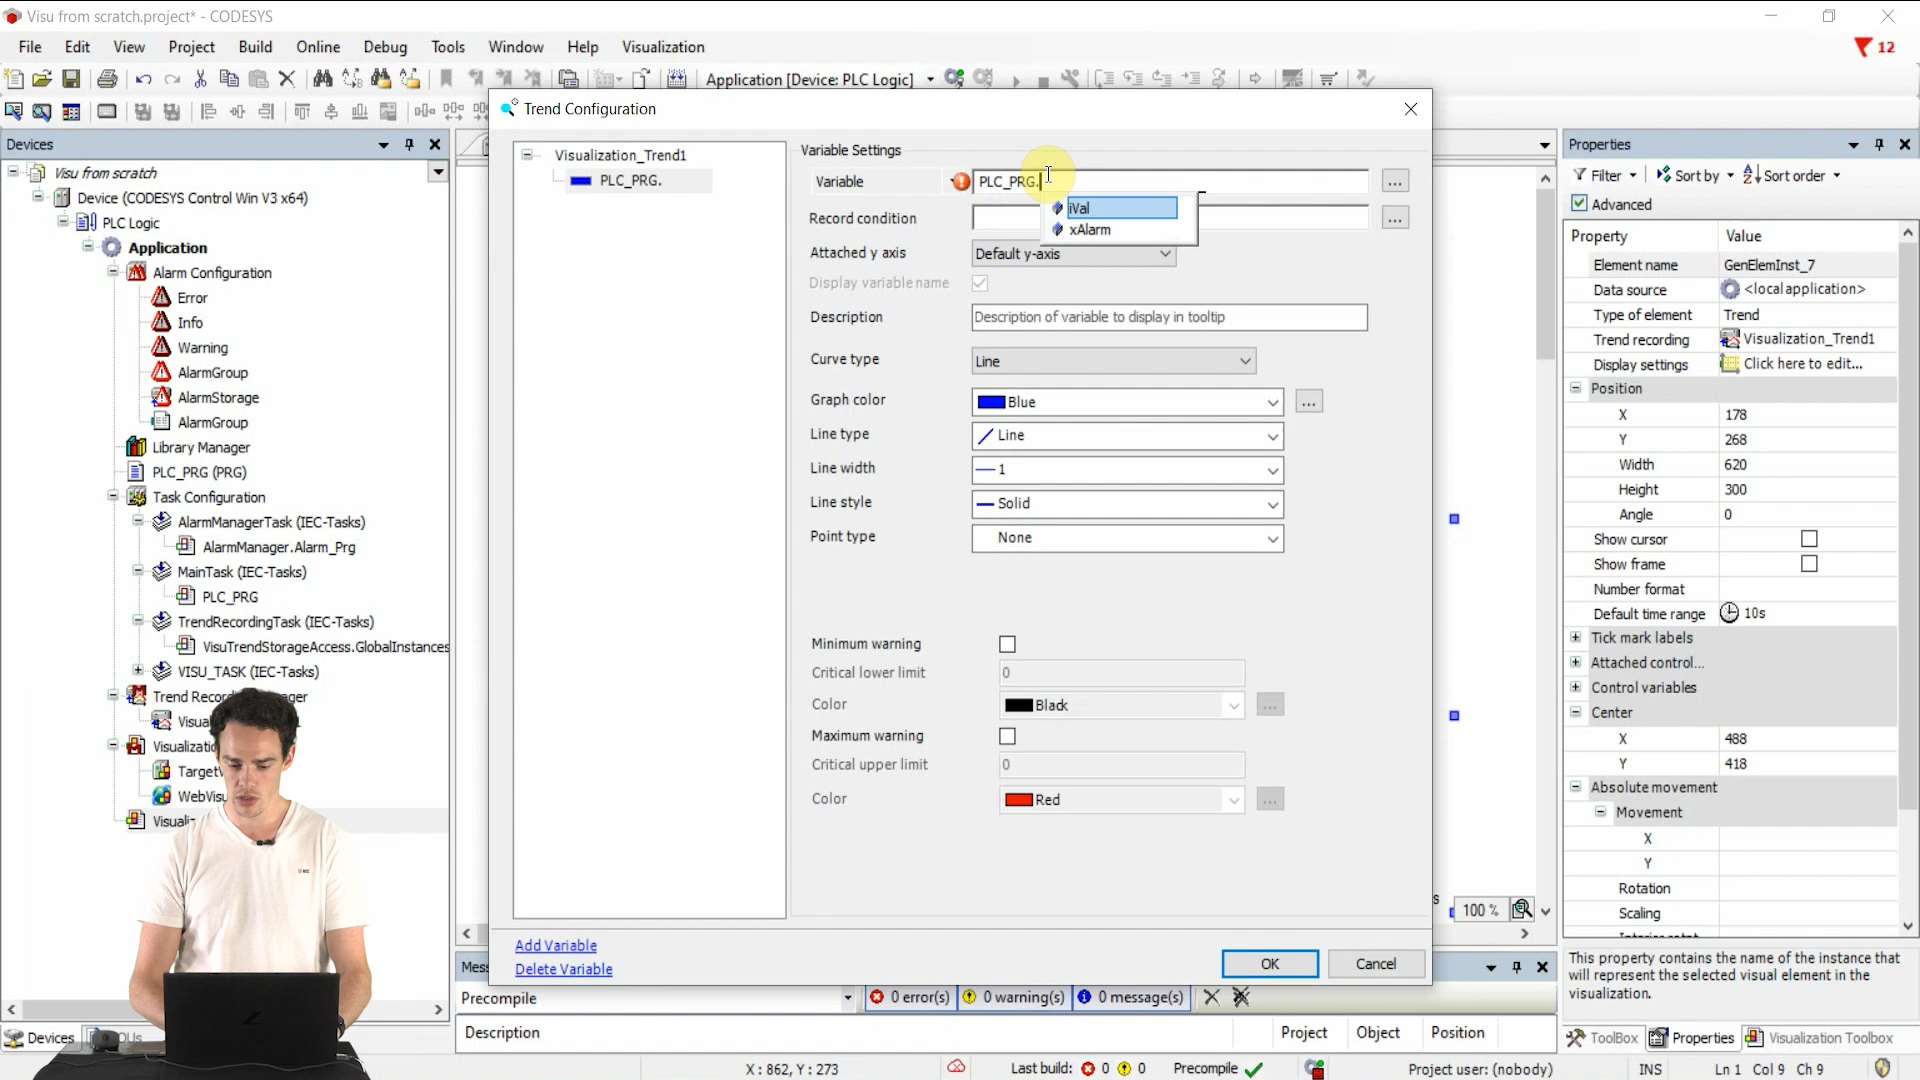 Visu from scratch.project* - CODESYS
File Edit View Project Build Online Debug Tools Window Help Visualization
12
Application [Device: PLC Logic]
Devices
Visu from scratch
Device (CODESYS Control Win V3 x64)
PLC Logic
Application
Alarm Configuration
Error
Info
Warning
AlarmGroup
AlarmStorage
AlarmGroup
Library Manager
PLC_PRG (PRG)
Task Configuration
AlarmManagerTask (IEC-Tasks)
AlarmManager.Alarm_Prg
MainTask (IEC-Tasks)
PLC_PRG
TrendRecordingTask (IEC-Tasks)
VisuTrendStorageAccess.GlobalInstances
VISU_TASK (IEC-Tasks)
Devices
Trend Configuration
Visualization_Trend1
PLC_PRG.
Variable Settings
Variable PLC_PRG.
iVal
xAlarm
Record condition
Attached y axis Default y-axis
Display variable name
Description Description of variable to display in tooltip
Curve type Line
Graph color Blue
Line type Line
Line width 1
Line style Solid
Point type None
Minimum warning
Critical lower limit 0
Color Black
Maximum warning
Critical upper limit 0
Color Red
Add Variable
Delete Variable
OK Cancel
100 %
Precompile 0 error(s) 0 warning(s) 0 message(s)
Description Project Object Position
Properties
Filter Sort by Sort order
Advanced
Property Value
Element name GenElemInst_7
Data source <local application>
Type of element Trend
Trend recording Visualization_Trend1
Display settings Click here to edit...
Position
X 178
Y 268
Width 620
Height 300
Angle 0
Show cursor
Show frame
Number format
Default time range 10s
Tick mark labels
Attached control...
Control variables
Center
X 488
Y 418
Absolute movement
Movement
X
Y
Rotation
Scaling
This property contains the name of the instance that
will represent the selected visual element in the
visualization.
ToolBox Properties Visualization Toolbox
X : 862, Y : 273 Last build: 0 0 Precompile Project user: (nobody) INS Ln 1 Col 9 Ch 9